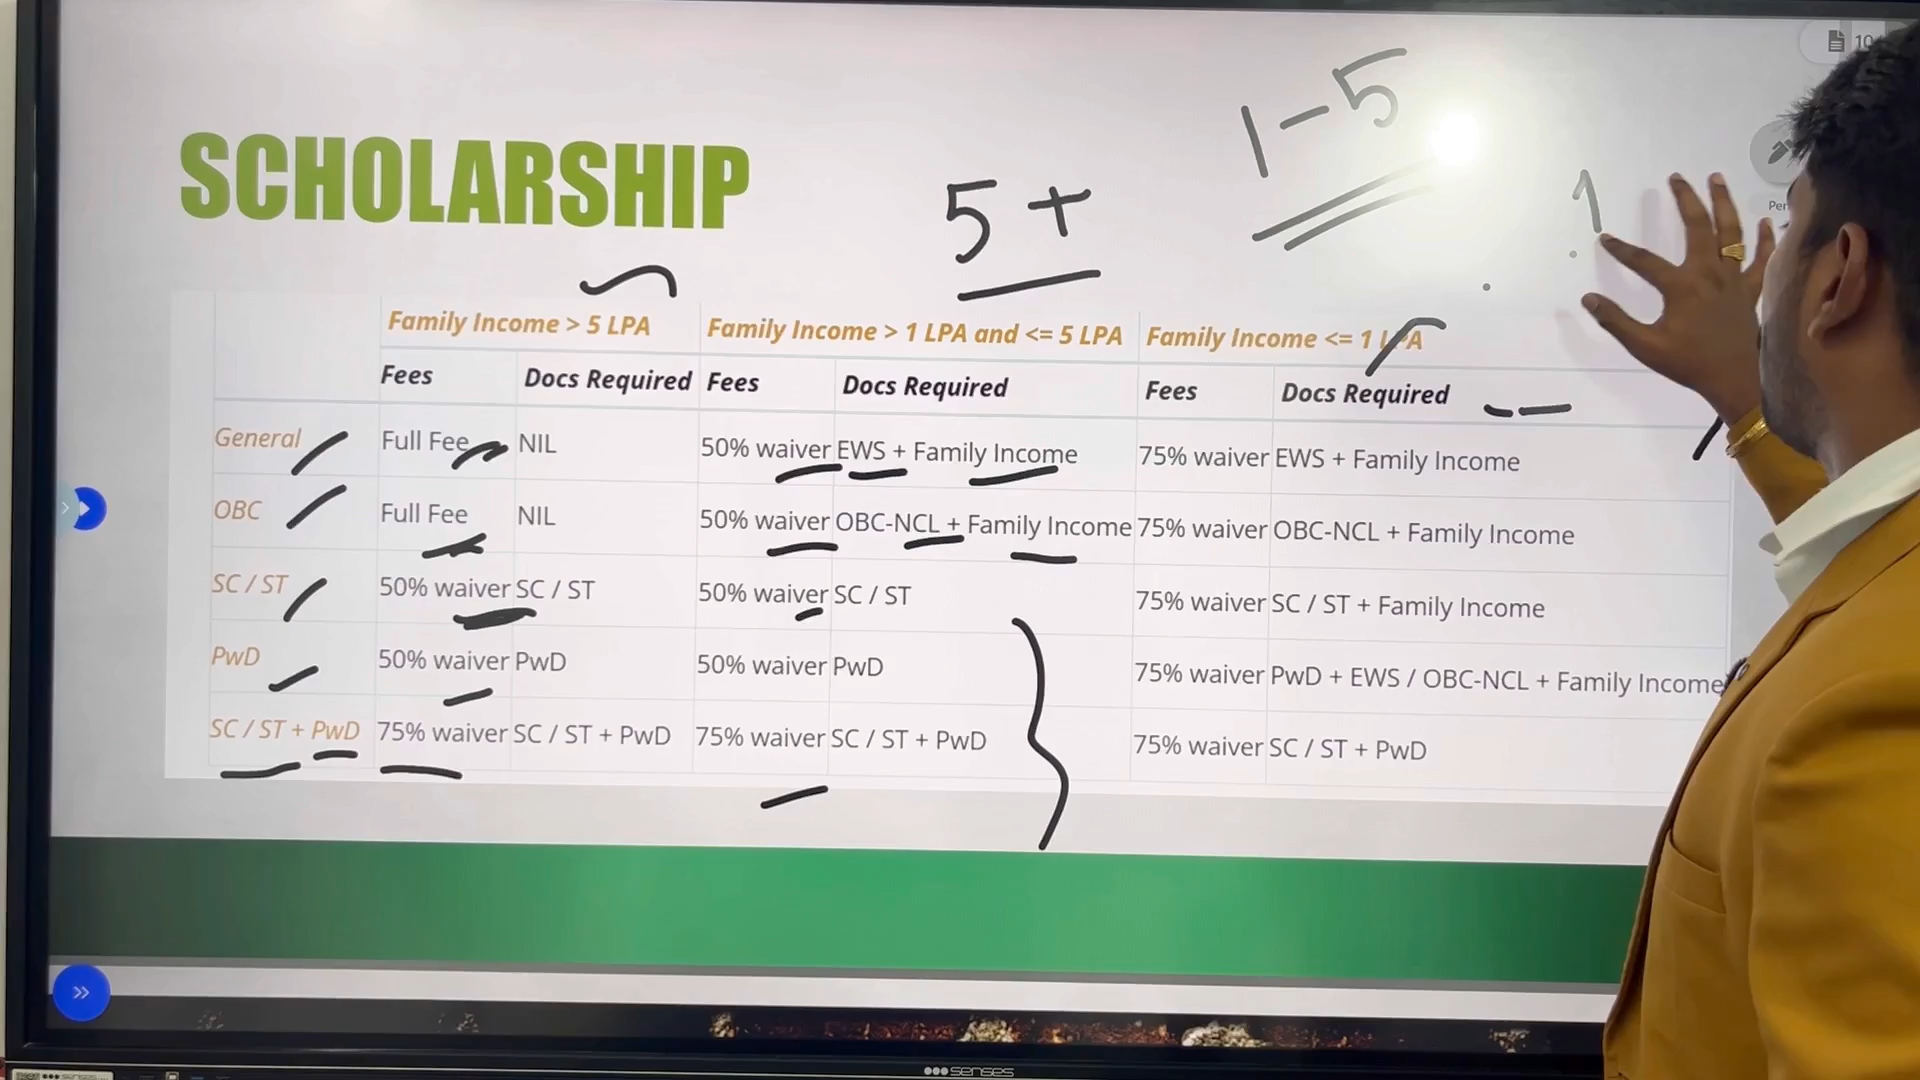 10
1-5
SCHOLARSHIP
5+
1
Family Income > 5 LPA Family Income > 1 LPA and <= 5 LPA Family Income <= 1 LPA
Fees Docs Required Fees Docs Required Fees Docs Required
General Full Fee NIL 50% waiver EWS + Family Income 75% waiver EWS + Family Income
OBC Full Fee NIL 50% waiver OBC-NCL + Family Income 75% waiver OBC-NCL + Family Income
SC / ST 50% waiver SC / ST 50% waiver SC / ST 75% waiver SC / ST + Family Income
PwD 50% waiver PwD 50% waiver PwD 75% waiver PwD + EWS / OBC-NCL + Family Income
SC / ST + PwD 75% waiver SC / ST + PwD 75% waiver SC / ST + PwD 75% waiver SC / ST + PwD
senses